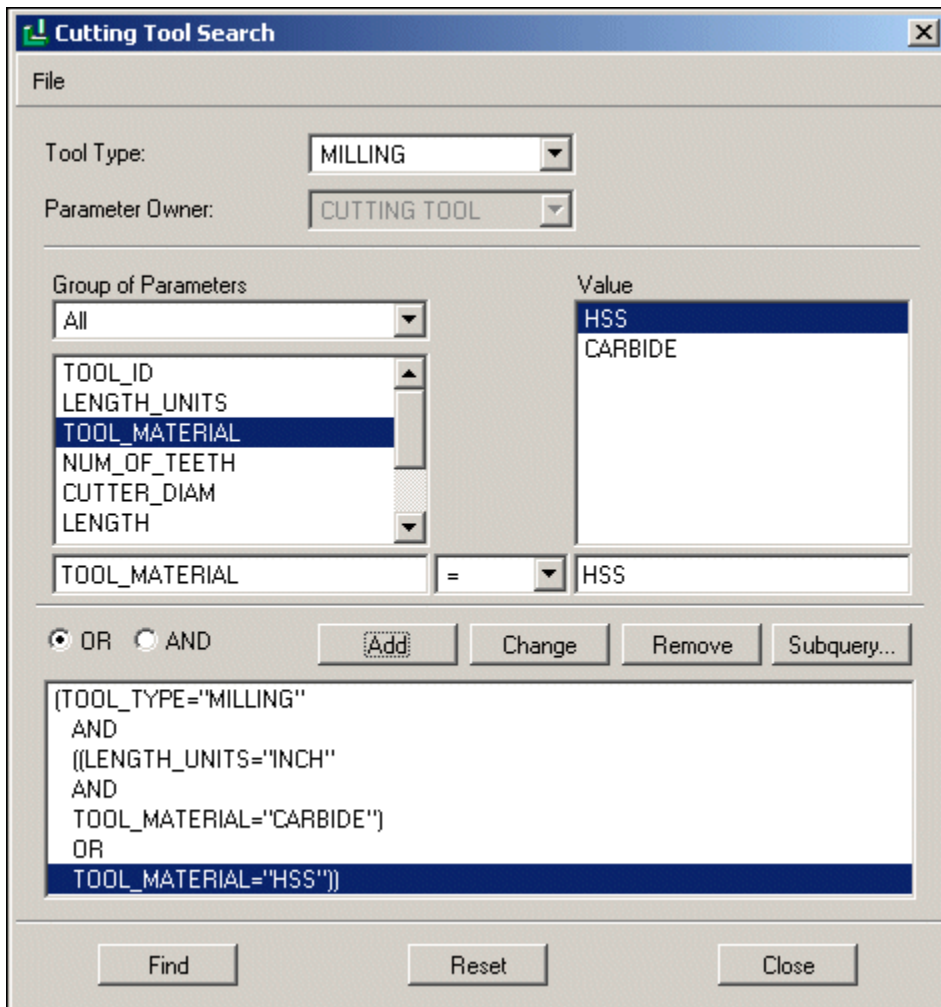 Cutting Tool Search
File
Tool Type: MILLING
Parameter Owner: CUTTING TOOL
Group of Parameters Value
All
HSS
CARBIDE
TOOL_ID
LENGTH_UNITS
TOOL_MATERIAL
NUM_OF_TEETH
CUTTER_DIAM
LENGTH
TOOL_MATERIAL = HSS
OR AND Add Change Remove Subquery...
(TOOL_TYPE="MILLING"
AND
((LENGTH_UNITS="INCH"
AND
TOOL_MATERIAL="CARBIDE")
OR
TOOL_MATERIAL="HSS"))
Find Reset Close